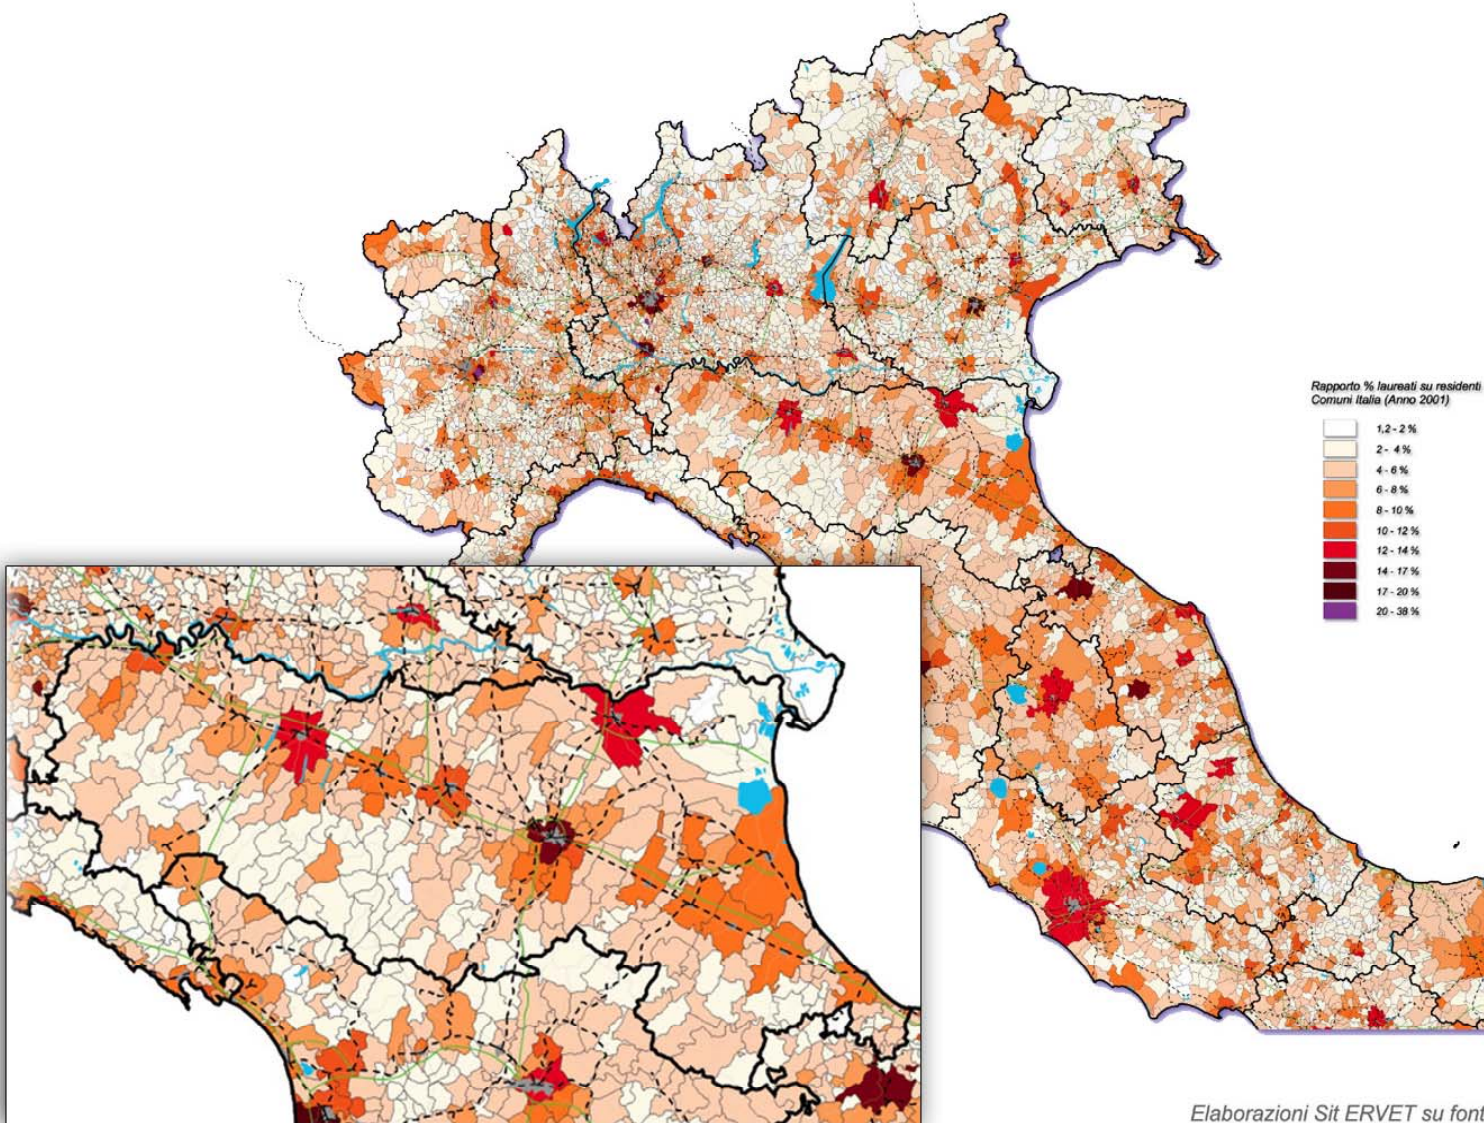 Rapporto % laureati su residenti
Comuni Italia (Anno 2001)
1,2 - 2 %
2 - 4 %
4 - 6 %
6 - 8 %
8 - 10 %
10 - 12 %
12 - 14 %
14 - 17 %
17 - 20 %
20 - 38 %
Elaborazioni Sit ERVET su font